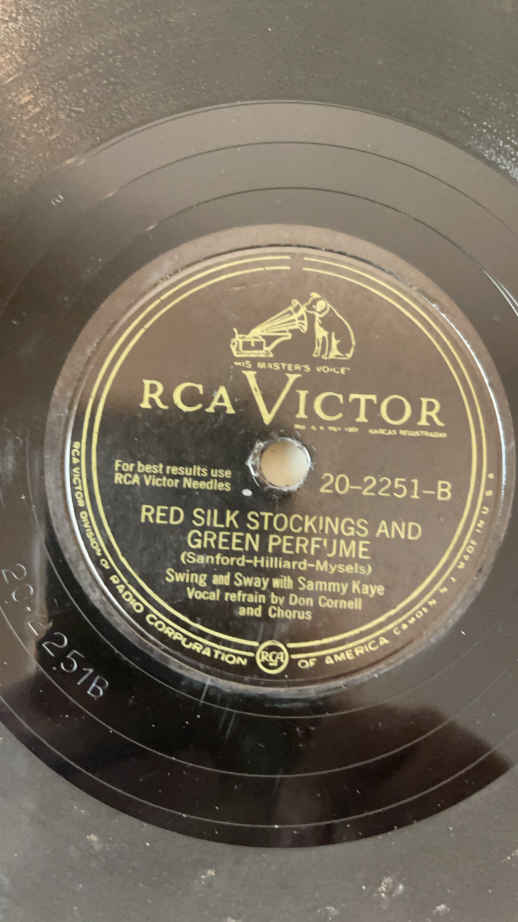 "HIS MASTER'S VOICE"
RCA VICTOR
MARCAS REGISTRADAS
For best results use
RCA Victor Needles
20-2251-B
RED SILK STOCKINGS AND
GREEN PERFUME
(Sanford-Hilliard-Mysels)
Swing and Sway with Sammy Kaye
Vocal refrain by Don Cornell
and Chorus
RCA VICTOR DIVISION OF RADIO CORPORATION RCA OF AMERICA CAMDEN, N. J. MADE IN U.S.A.
20-2251B